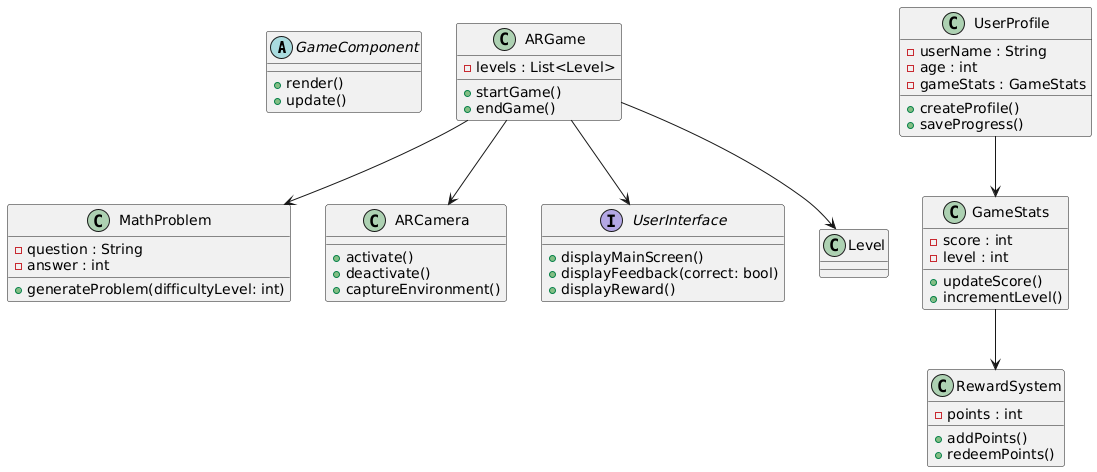 A GameComponent
render()
update()
C ARGame
levels : List<Level>
startGame()
endGame()
C UserProfile
userName : String
age : int
gameStats : GameStats
createProfile()
saveProgress()
C MathProblem
question : String
answer : int
generateProblem(difficultyLevel: int)
C ARCamera
activate()
deactivate()
captureEnvironment()
I UserInterface
displayMainScreen()
displayFeedback(correct: bool)
displayReward()
C Level
C GameStats
score : int
level : int
updateScore()
incrementLevel()
C RewardSystem
points : int
addPoints()
redeemPoints()